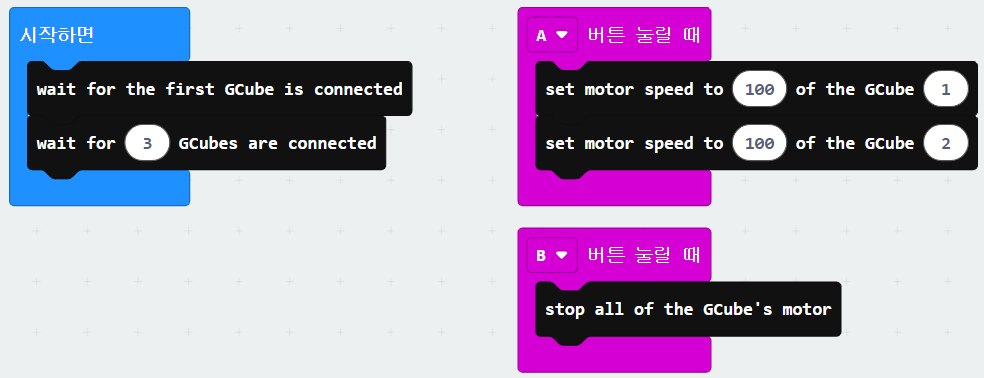 시작하면
wait for the first GCube is connected
wait for 3 GCubes are connected
A 버튼 눌릴 때
set motor speed to 100 of the GCube 1
set motor speed to 100 of the GCube 2
B 버튼 눌릴 때
stop all of the GCube's motor